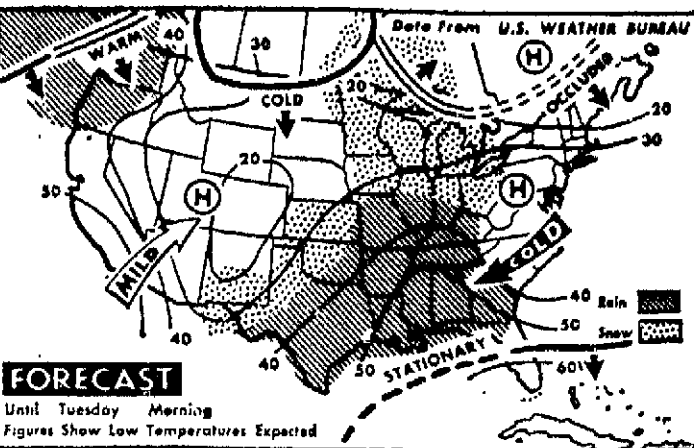 Data From U.S. WEATHER BUREAU
WARM
40
30
H
COLD
20
OCCLUDED
20
30
20
50
H
H
MILD
COLD
40
Rain
50
Snow
40
40
50
STATIONARY
60
FORECAST
Until Tuesday Morning
Figures Show Low Temperatures Expected